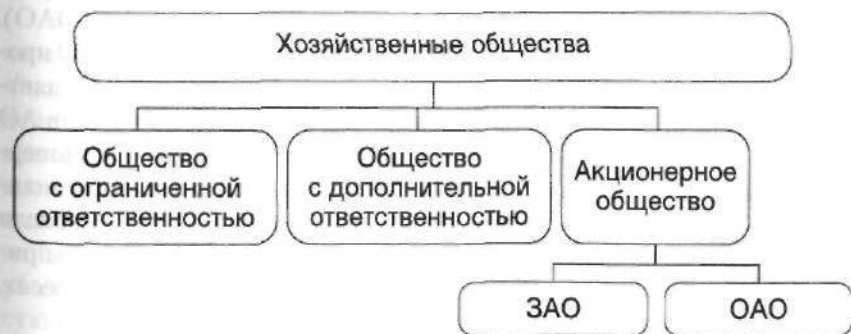 Хозяйственные общества
Общество
с ограниченной
ответственностью
Общество
с дополнительной
ответственностью
Акционерное
общество
ЗАО
ОАО